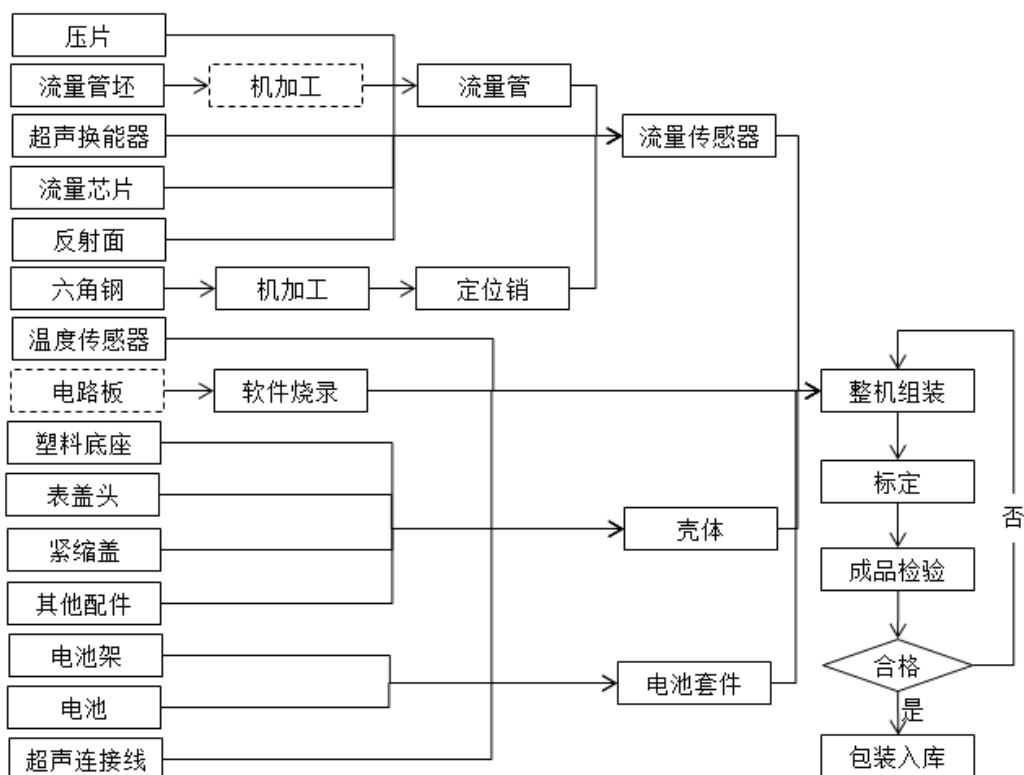 压片
流量管坯
机加工
流量管
超声换能器
流量传感器
流量芯片
反射面
六角钢
机加工
定位销
温度传感器
电路板
软件烧录
整机组装
塑料底座
表盖头
标定
否
紧缩盖
壳体
成品检验
其他配件
电池架
合格
电池
电池套件
是
超声连接线
包装入库